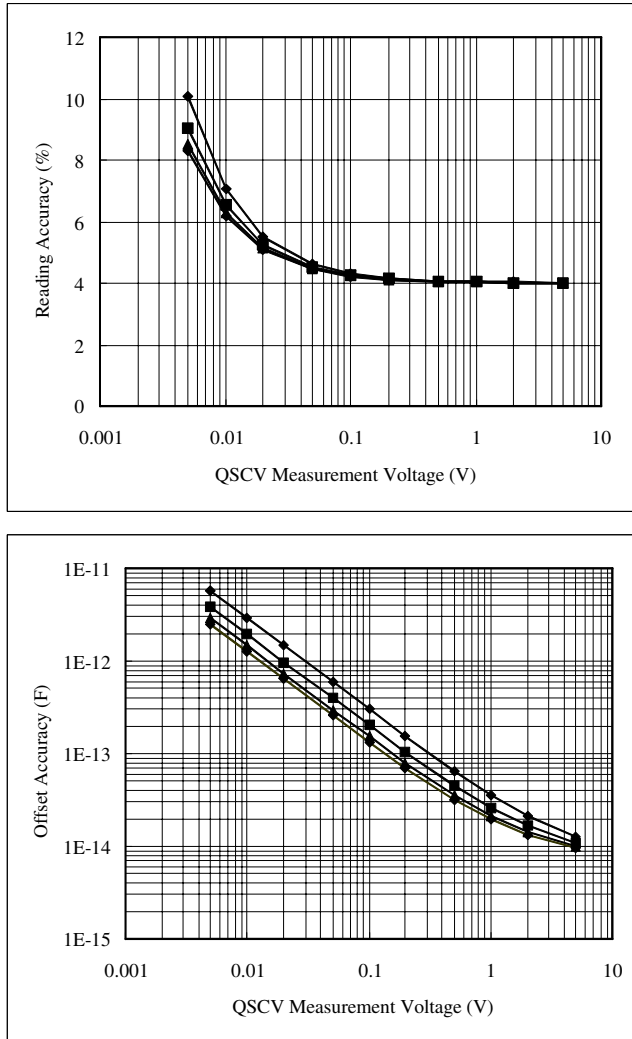 12
10
8
6
4
2
0
Reading Accuracy (%)
0.001 0.01 0.1 1 10
QSCV Measurement Voltage (V)
1E-11
1E-12
1E-13
1E-14
1E-15
Offset Accuracy (F)
0.001 0.01 0.1 1 10
QSCV Measurement Voltage (V)